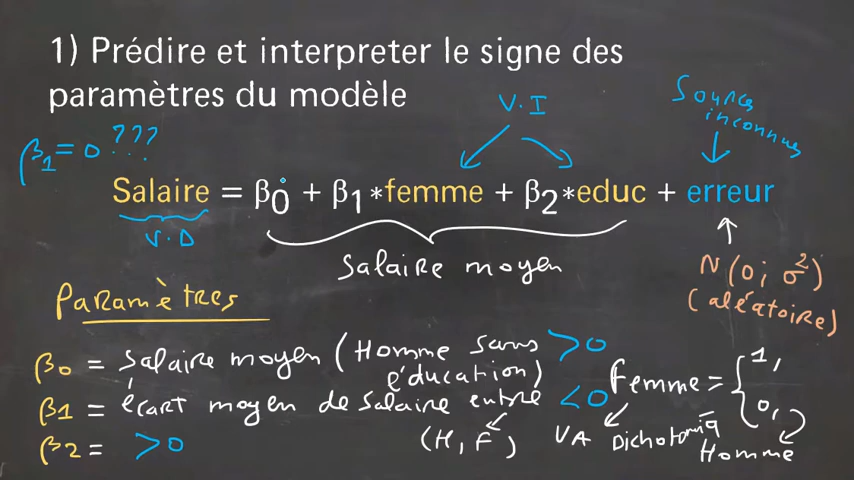 1) Prédire et interpreter le signe des
paramètres du modèle
V.I
Sources
inconnues
β1 = 0 ???
Salaire = β0 + β1*femme + β2*educ + erreur
V.D
Salaire moyen
N(0; σ²)
(aléatoire)
Paramètres
β0 = Salaire moyen (Homme sans éducation) >0
β1 = écart moyen de salaire entre <0
(H, F)
β2 = >0
Femme = { 1,
0,
VA Dichotomiq
Homme